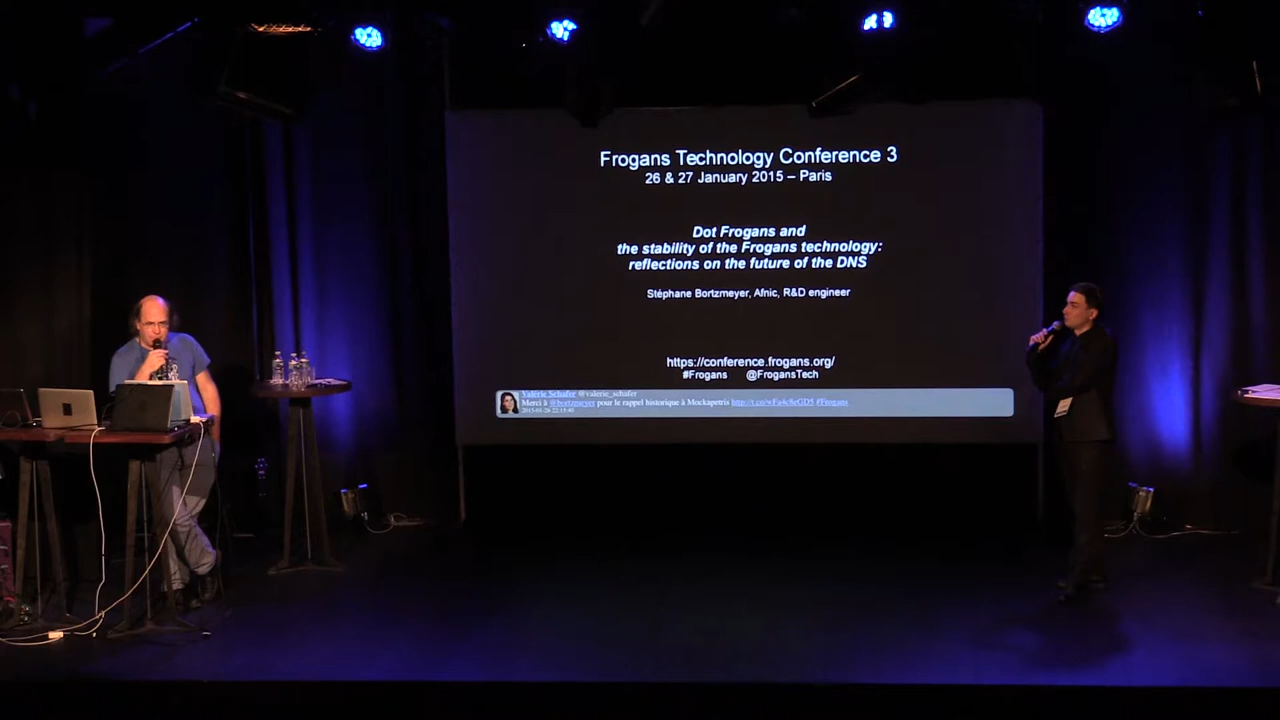 Frogans Technology Conference 3
26 & 27 January 2015 – Paris
Dot Frogans and
the stability of the Frogans technology:
reflections on the future of the DNS
Stéphane Bortzmeyer, Afnic, R&D engineer
https://conference.frogans.org/
#Frogans @FrogansTech
Valérie Schafer @valerie_schafer
Merci à @bortzmeyer pour le rappel historique à Mockapetris #Frogans